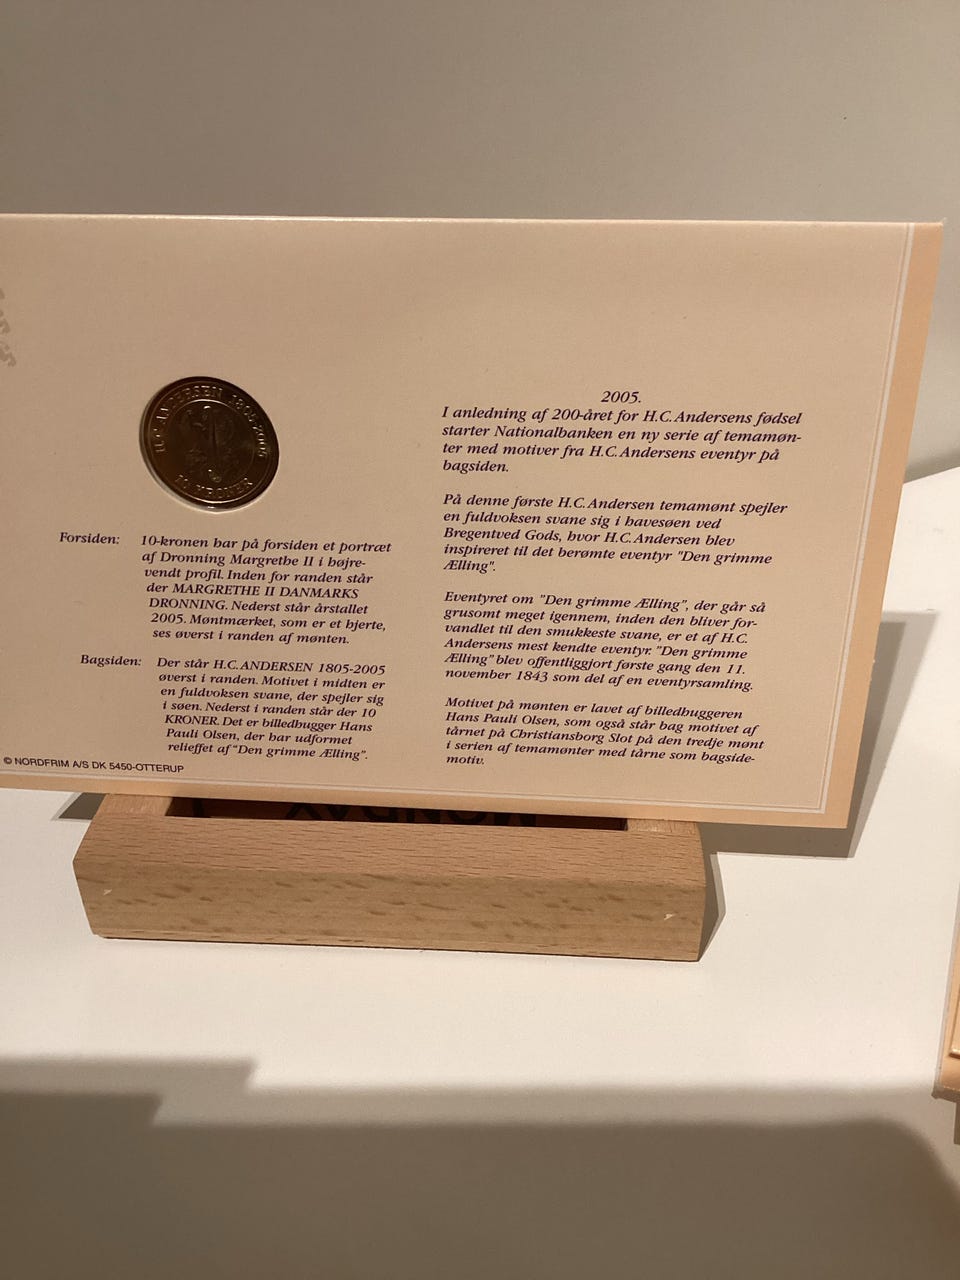 H.C. ANDERSEN 1805-2005
10 KRONER
Forsiden: 10-kronen har på forsiden et portræt
af Dronning Margrethe II i højre-
vendt profil. Inden for randen står
der MARGRETHE II DANMARKS
DRONNING. Nederst står årstallet
2005. Møntmærket, som er et hjerte,
ses øverst i randen af mønten.
Bagsiden: Der står H.C. ANDERSEN 1805-2005
øverst i randen. Motivet i midten er
en fuldvoksen svane, der spejler sig
i søen. Nederst i randen står der 10
KRONER. Det er billedhugger Hans
Pauli Olsen, der har udformet
relieffet af "Den grimme Ælling".
© NORDFRIM A/S DK 5450-OTTERUP
2005.
I anledning af 200-året for H.C. Andersens fødsel
starter Nationalbanken en ny serie af temamøn-
ter med motiver fra H.C. Andersens eventyr på
bagsiden.
På denne første H.C. Andersen temamønt spejler
en fuldvoksen svane sig i havesøen ved
Bregentved Gods, hvor H.C. Andersen blev
inspireret til det berømte eventyr "Den grimme
Ælling".
Eventyret om "Den grimme Ælling", der går så
grusomt meget igennem, inden den bliver for-
vandlet til den smukkeste svane, er et af H.C.
Andersens mest kendte eventyr. "Den grimme
Ælling" blev offentliggjort første gang den 11.
november 1843 som del af en eventyrsamling.
Motivet på mønten er lavet af billedhuggeren
Hans Pauli Olsen, som også står bag motivet af
tårnet på Christiansborg Slot på den tredje mønt
i serien af temamønter med tårne som bagside-
motiv.